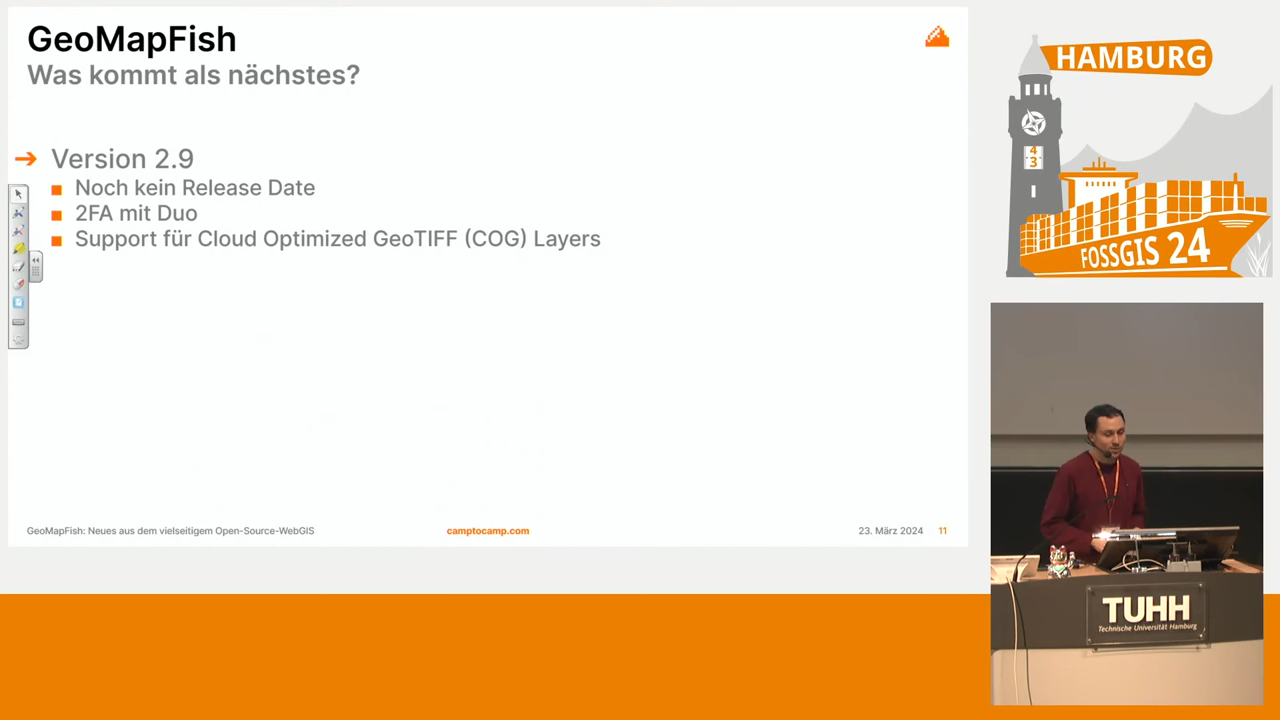 GeoMapFish
Was kommt als nächstes?
➔ Version 2.9
Noch kein Release Date
2FA mit Duo
Support für Cloud Optimized GeoTIFF (COG) Layers
GeoMapFish: Neues aus dem vielseitigem Open-Source-WebGIS
camptocamp.com
23. März 2024
11
HAMBURG
4
3
FOSSGIS 24
TUHH
Technische Universität Hamburg